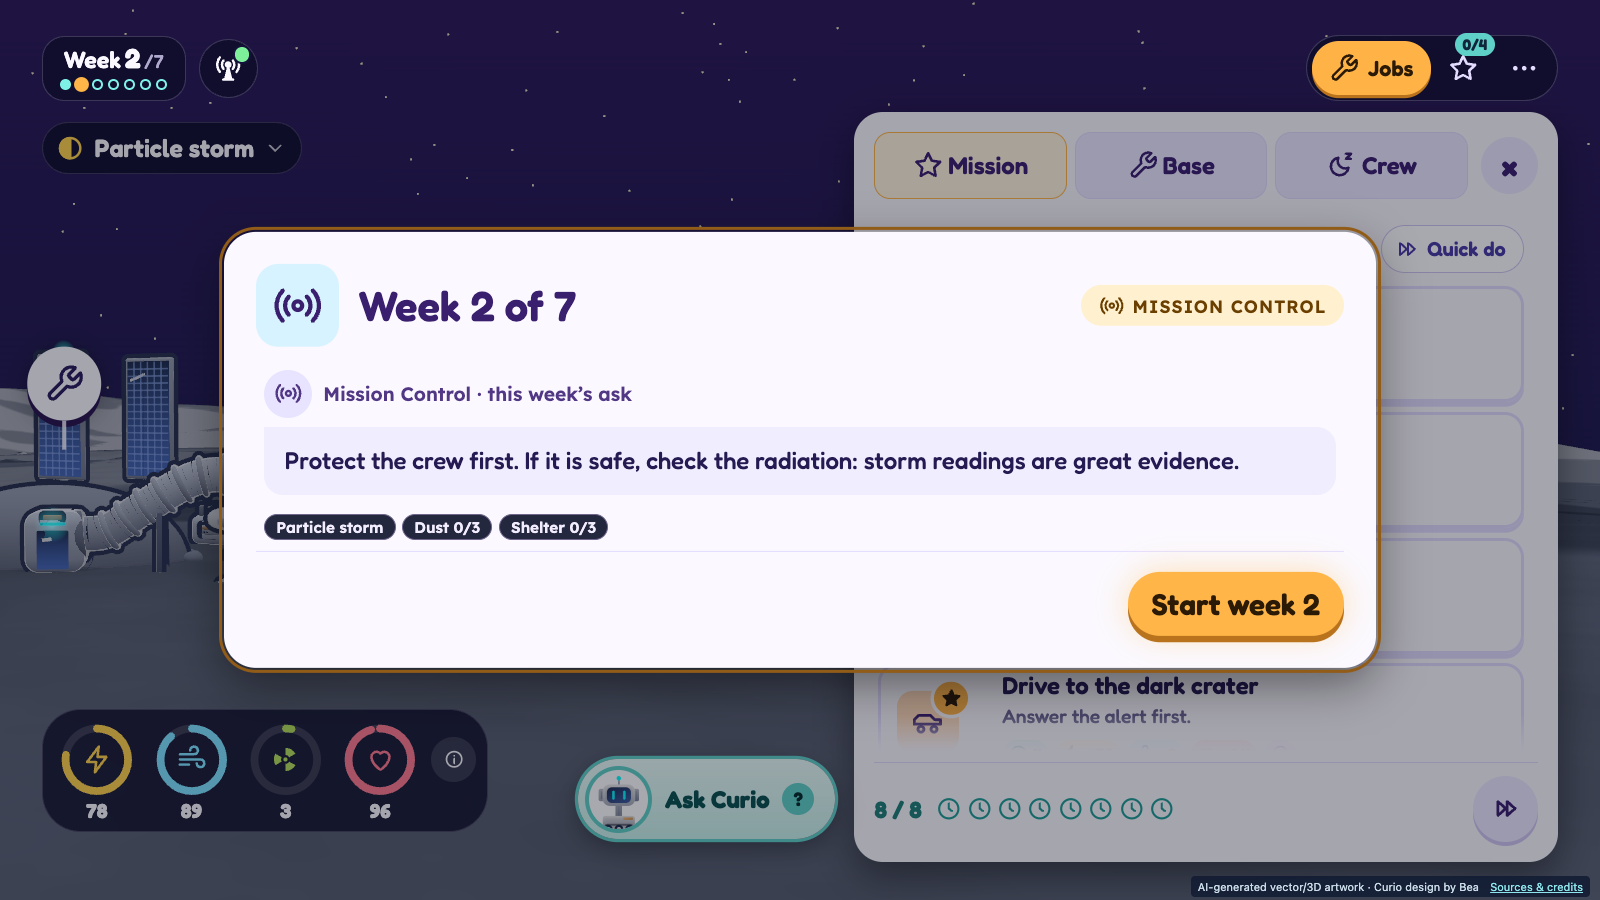 Week 2 /7
Particle storm
0/4
Jobs
Mission
Base
Crew
Quick do
Week 2 of 7
MISSION CONTROL
Mission Control · this week's ask
Protect the crew first. If it is safe, check the radiation: storm readings are great evidence.
Particle storm
Dust 0/3
Shelter 0/3
Start week 2
Drive to the dark crater
Answer the alert first.
78
89
3
96
Ask Curio ?
8 / 8
AI-generated vector/3D artwork · Curio design by Bea Sources & credits